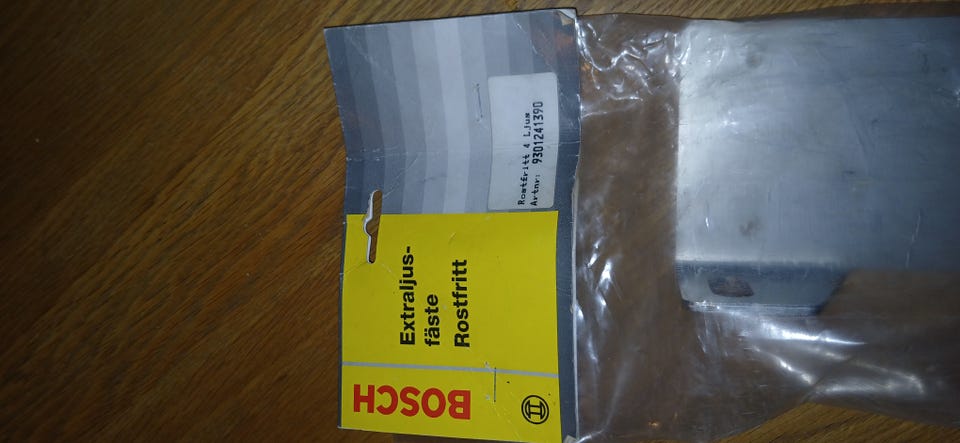 Rostfritt 4 Ljus
Artnr: 9301241390
Extraljus-
fäste
Rostfritt
BOSCH